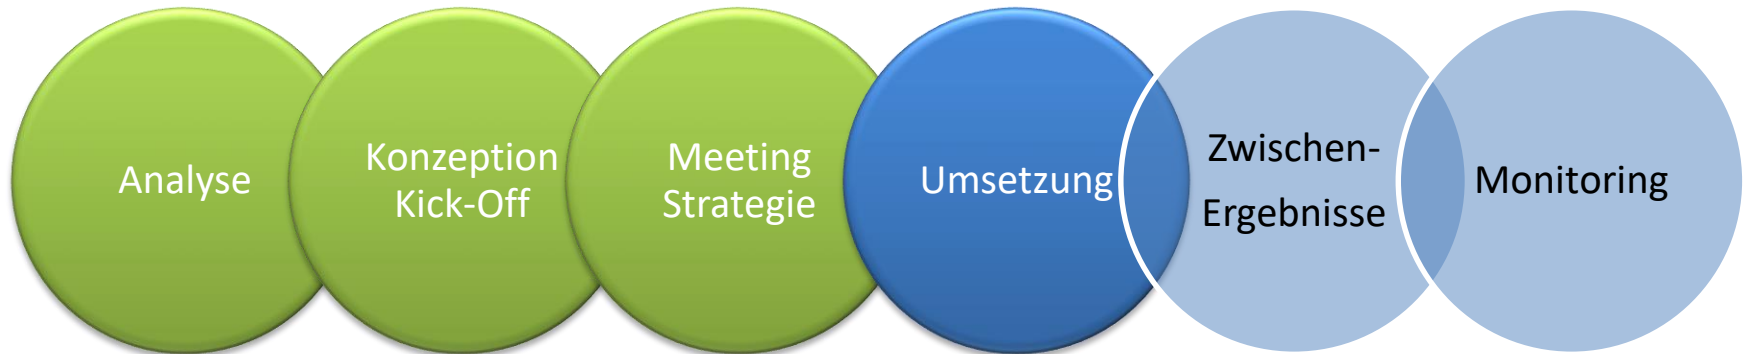 Analyse
Konzeption
Kick-Off
Meeting
Strategie
Umsetzung
Zwischen-
Ergebnisse
Monitoring